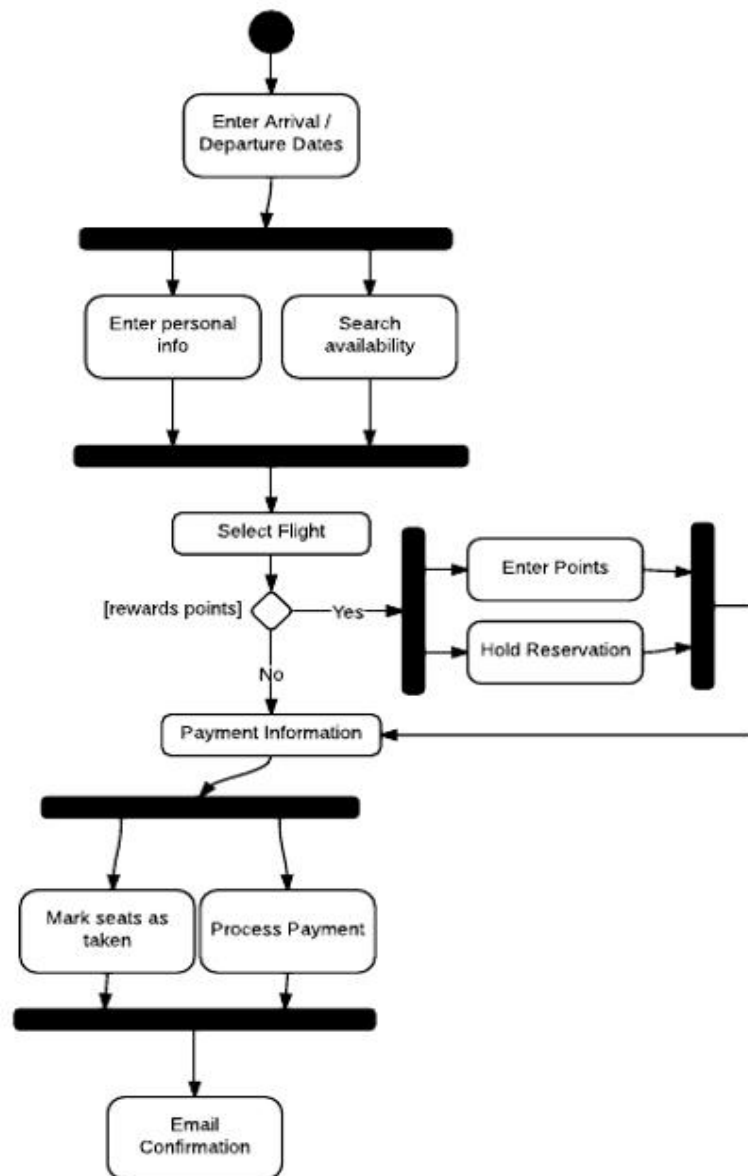 Enter Arrival /
Departure Dates
Enter personal
info
Search
availability
Select Flight
[rewards points]
Yes
Enter Points
Hold Reservation
No
Payment Information
Mark seats as
taken
Process Payment
Email
Confirmation